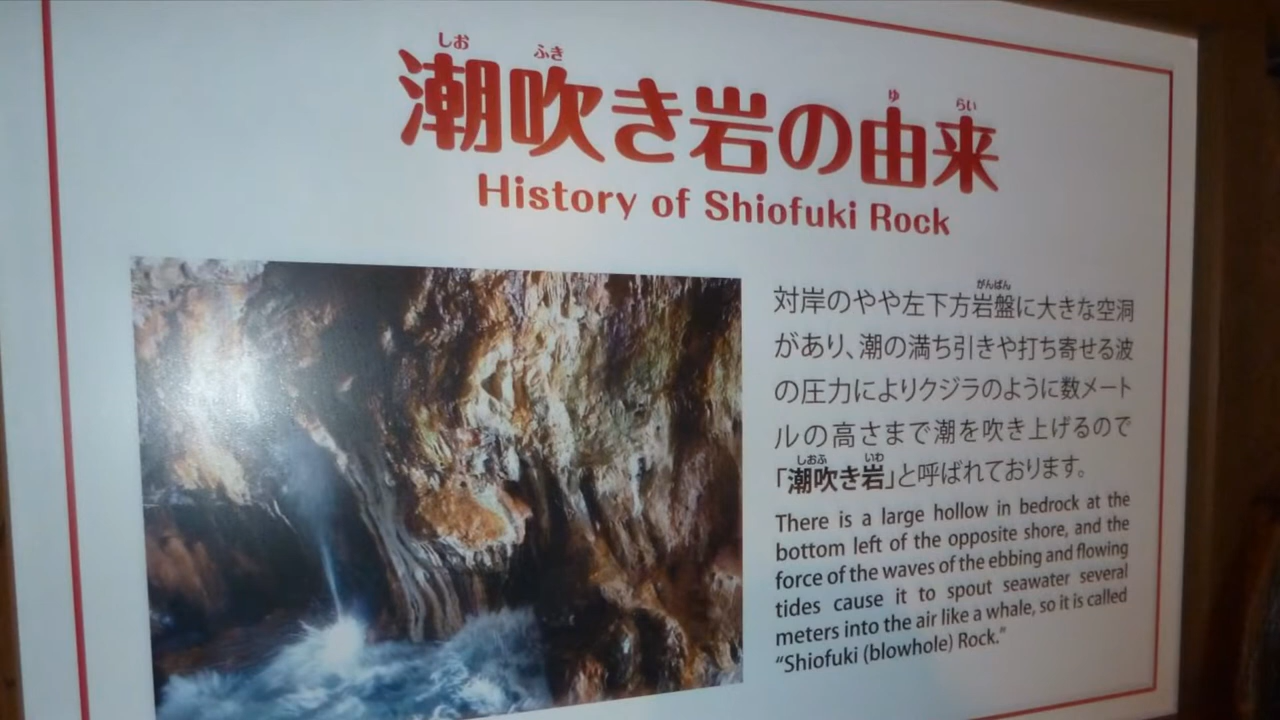 しお ふき ゆ らい
潮吹き岩の由来
History of Shiofuki Rock
がんばん
対岸のやや左下方岩盤に大きな空洞
があり、潮の満ち引きや打ち寄せる波
の圧力によりクジラのように数メート
ルの高さまで潮を吹き上げるので
しおふ いわ
「潮吹き岩」と呼ばれております。
There is a large hollow in bedrock at the
bottom left of the opposite shore, and the
force of the waves of the ebbing and flowing
tides cause it to spout seawater several
meters into the air like a whale, so it is called
“Shiofuki (blowhole) Rock.”